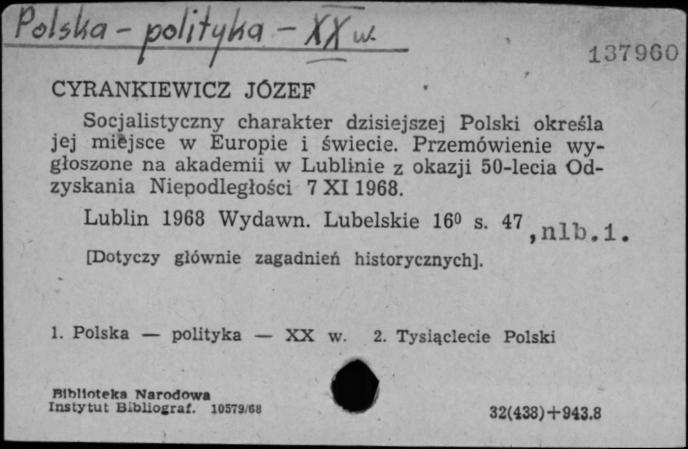 Polska - polityka - XX w.
137960
CYRANKIEWICZ JÓZEF
Socjalistyczny charakter dzisiejszej Polski określa
jej miejsce w Europie i świecie. Przemówienie wy-
głoszone na akademii w Lublinie z okazji 50-lecia Od-
zyskania Niepodległości 7 XI 1968.
Lublin 1968 Wydawn. Lubelskie 16⁰ s. 47 ,nlb.1.
[Dotyczy głównie zagadnień historycznych].
1. Polska — polityka — XX w. 2. Tysiąclecie Polski
Biblioteka Narodowa
Instytut Bibliograf. 10579/68
32(438)+943.8